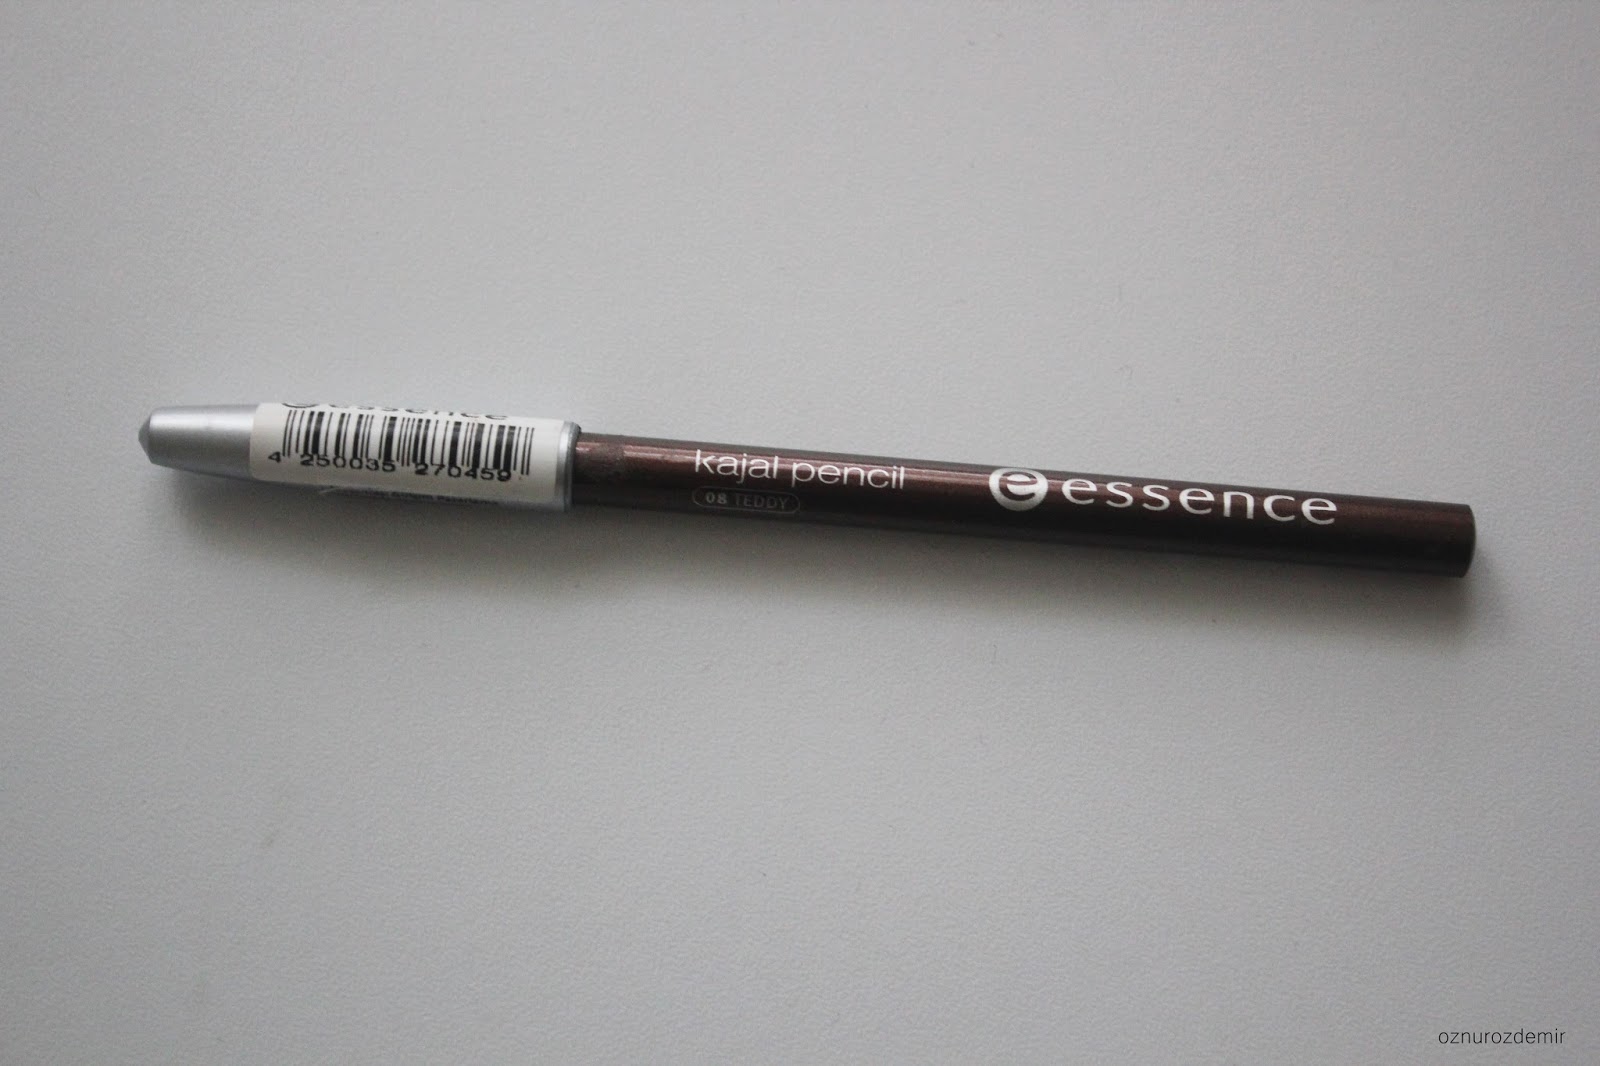 essence
4 250035 270459
kajal pencil
08 TEDDY
e essence
oznurozdemir